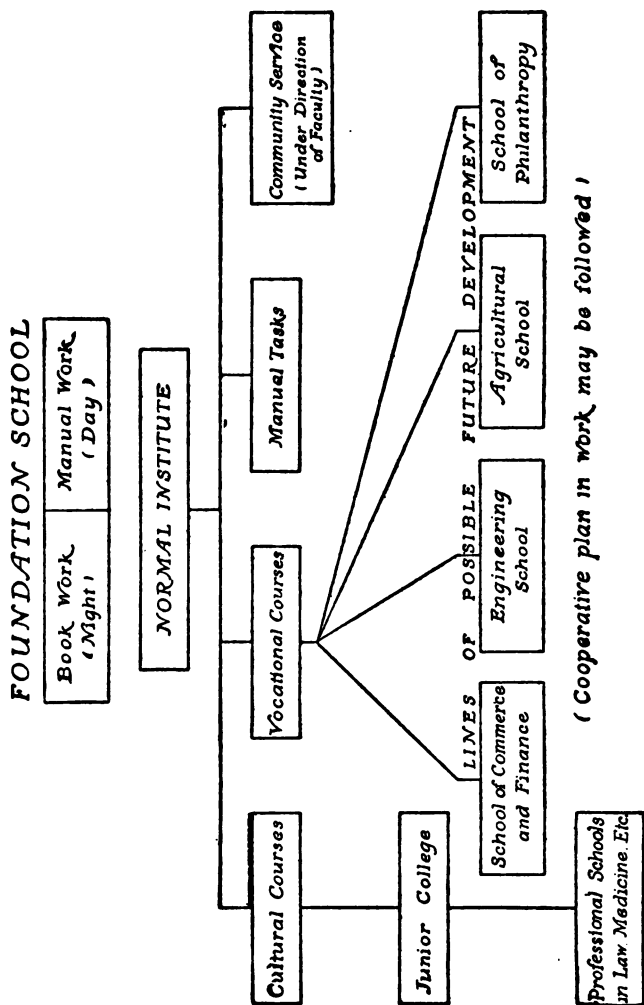 FOUNDATION SCHOOL
Book Work
(Night)
Manual Work
(Day)
NORMAL INSTITUTE
Cultural Courses
Vocational Courses
Manual Tasks
Community Service
(Under Direction
of Faculty)
Junior College
LINES OF POSSIBLE FUTURE DEVELOPMENT
School of Commerce
and Finance
Engineering
School
Agricultural
School
School of
Philanthropy
Professional Schools
in Law. Medicine. Etc.
(Cooperative plan in work may be followed)